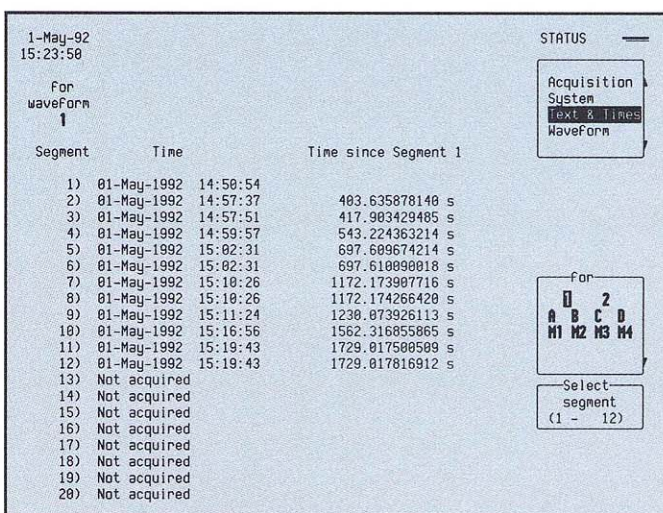 1-May-92
15:23:50
STATUS
For
waveform
1
Acquisition
System
Text & Times
Waveform
Segment Time Time since Segment 1
1) 01-May-1992 14:50:54
2) 01-May-1992 14:57:37 403.635878140 s
3) 01-May-1992 14:57:51 417.903429485 s
4) 01-May-1992 14:59:57 543.224363214 s
5) 01-May-1992 15:02:31 697.609674214 s
6) 01-May-1992 15:02:31 697.610090018 s
7) 01-May-1992 15:10:26 1172.173907716 s
8) 01-May-1992 15:10:26 1172.174266420 s
9) 01-May-1992 15:11:24 1230.073926113 s
10) 01-May-1992 15:16:56 1562.316855865 s
11) 01-May-1992 15:19:43 1729.017500509 s
12) 01-May-1992 15:19:43 1729.017816912 s
13) Not acquired
14) Not acquired
15) Not acquired
16) Not acquired
17) Not acquired
18) Not acquired
19) Not acquired
20) Not acquired
For
1 2
A B C D
M1 M2 M3 M4
Select
segment
(1 - 12)